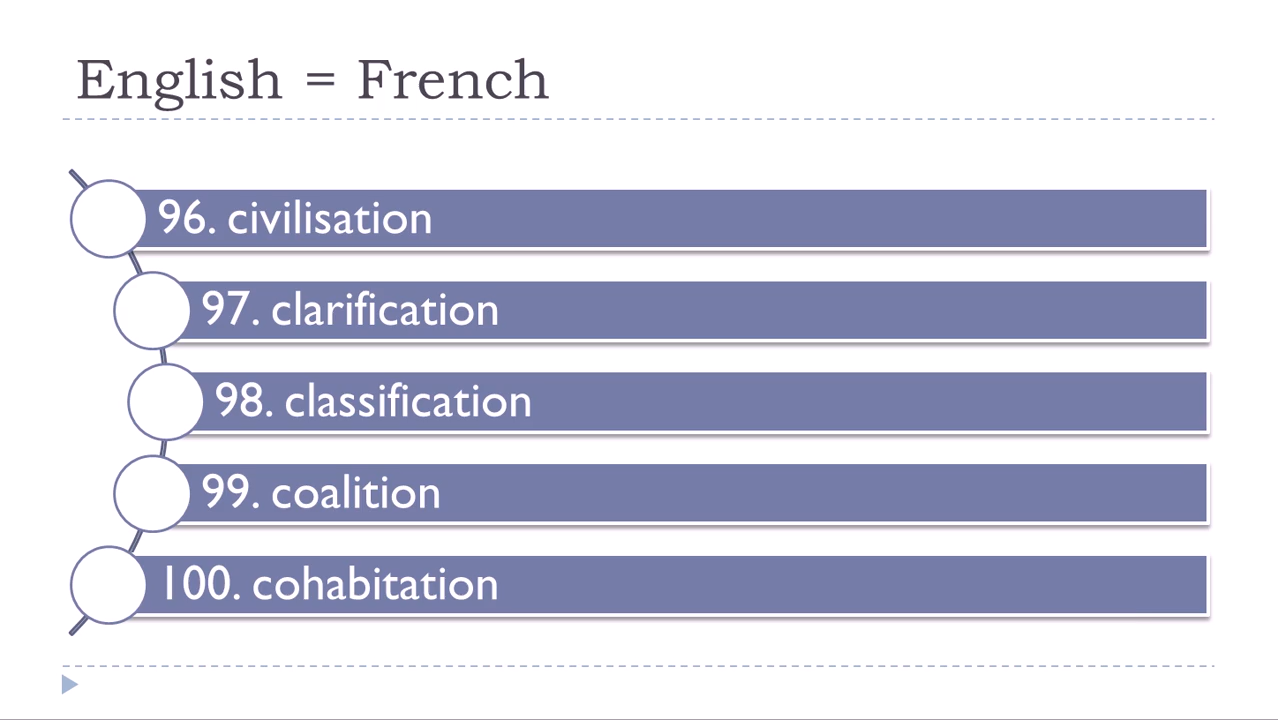 English = French
96. civilisation
97. clarification
98. classification
99. coalition
100. cohabitation